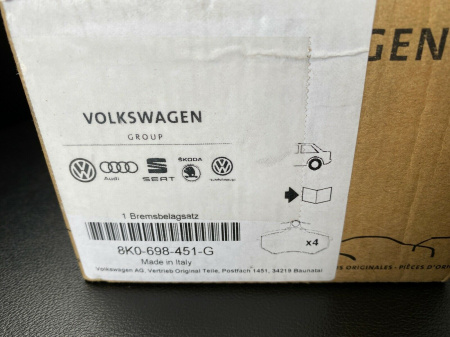 VOLKSWAGEN
GROUP
Audi
SEAT
ŠKODA
1 Bremsbelagsatz
x4
8K0-698-451-G
Made in Italy
Volkswagen AG, Vertrieb Original Teile, Postfach 1451, 34219 Baunatal
GEN
ORIGINALES - PIÈCES D'ORI